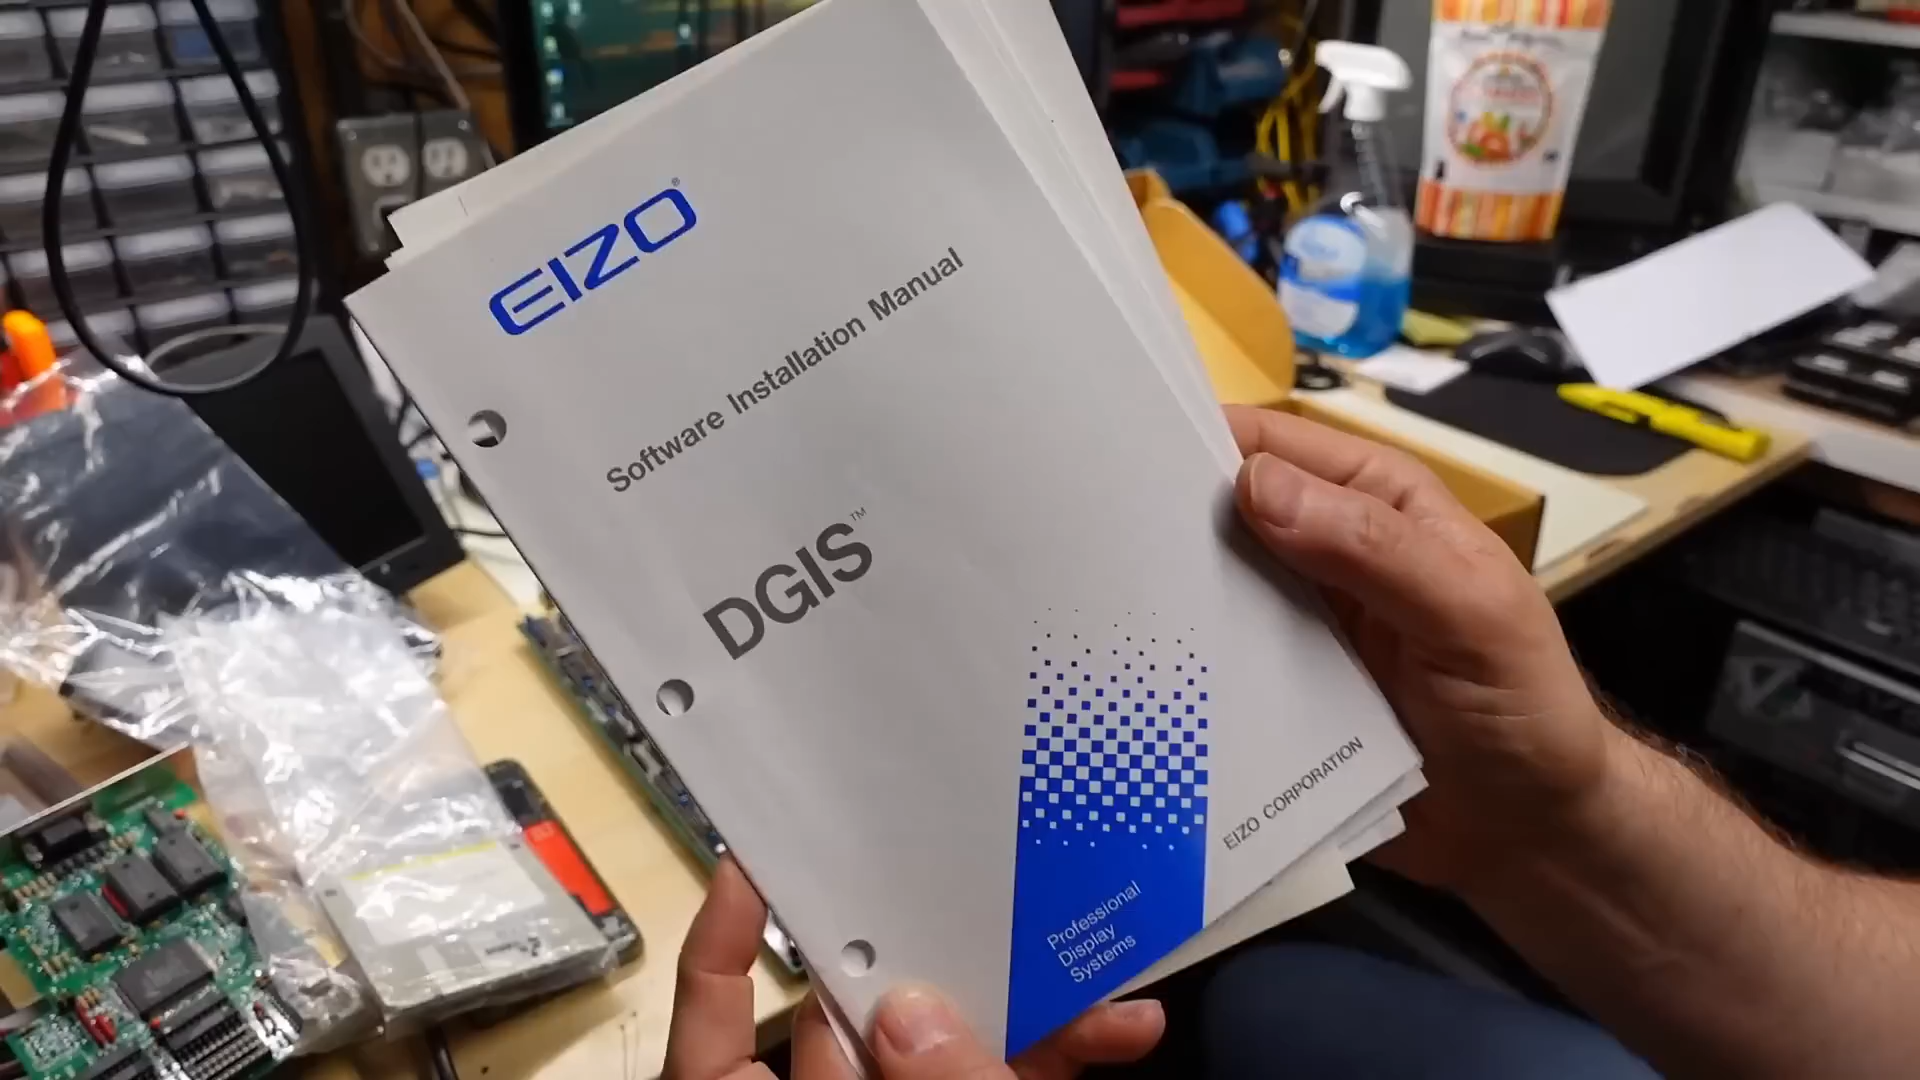 EIZO®
Software Installation Manual
DGIS™
EIZO CORPORATION
Professional
Display
Systems